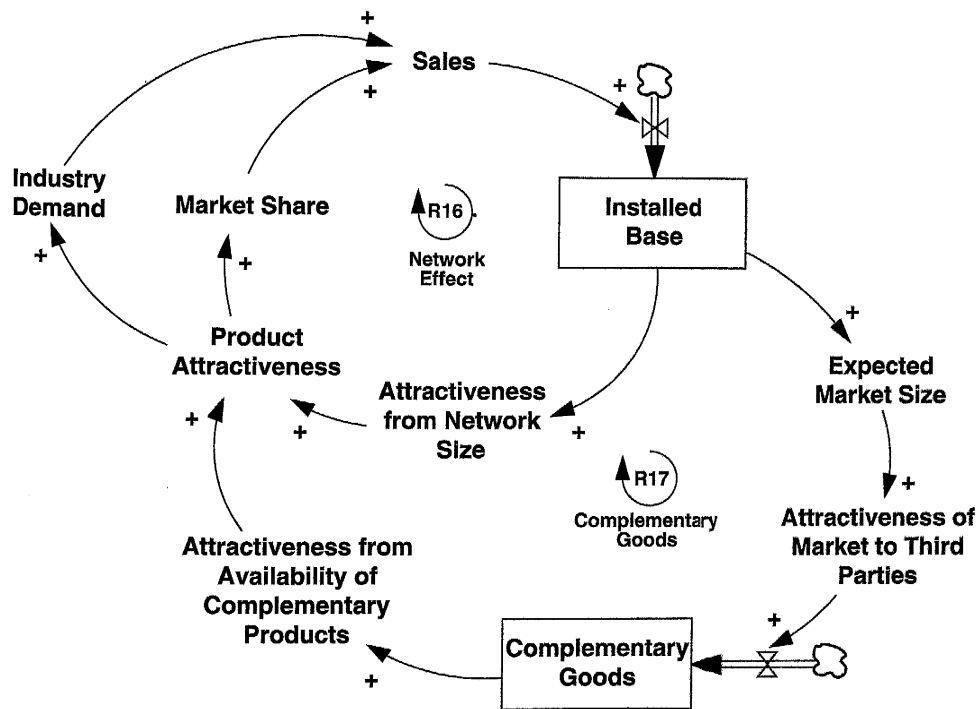 +
Sales
+
+
Industry
Demand
Market Share
R16
Network
Effect
Installed
Base
+
+
+
Product
Attractiveness
Expected
Market Size
Attractiveness
from Network
Size
+
+
+
R17
Complementary
Goods
+
Attractiveness of
Market to Third
Parties
Attractiveness from
Availability of
Complementary
Products
+
Complementary
Goods
+